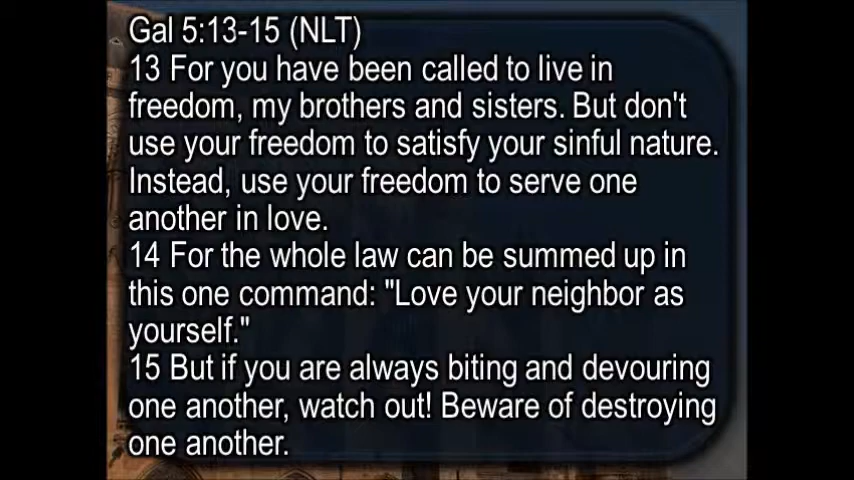 Gal 5:13-15 (NLT)
13 For you have been called to live in
freedom, my brothers and sisters. But don't
use your freedom to satisfy your sinful nature.
Instead, use your freedom to serve one
another in love.
14 For the whole law can be summed up in
this one command: "Love your neighbor as
yourself."
15 But if you are always biting and devouring
one another, watch out! Beware of destroying
one another.